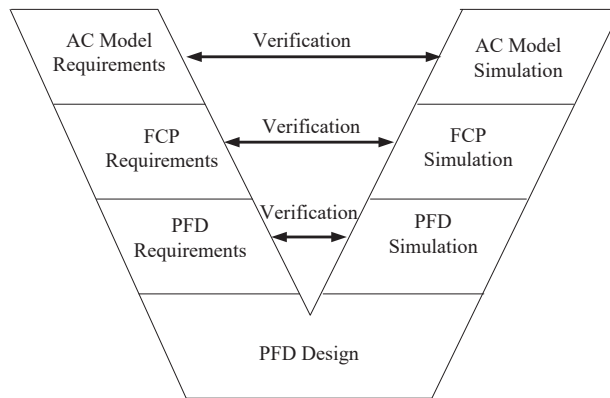 AC Model
Requirements
Verification
AC Model
Simulation
FCP
Requirements
Verification
FCP
Simulation
PFD
Requirements
Verification
PFD
Simulation
PFD Design